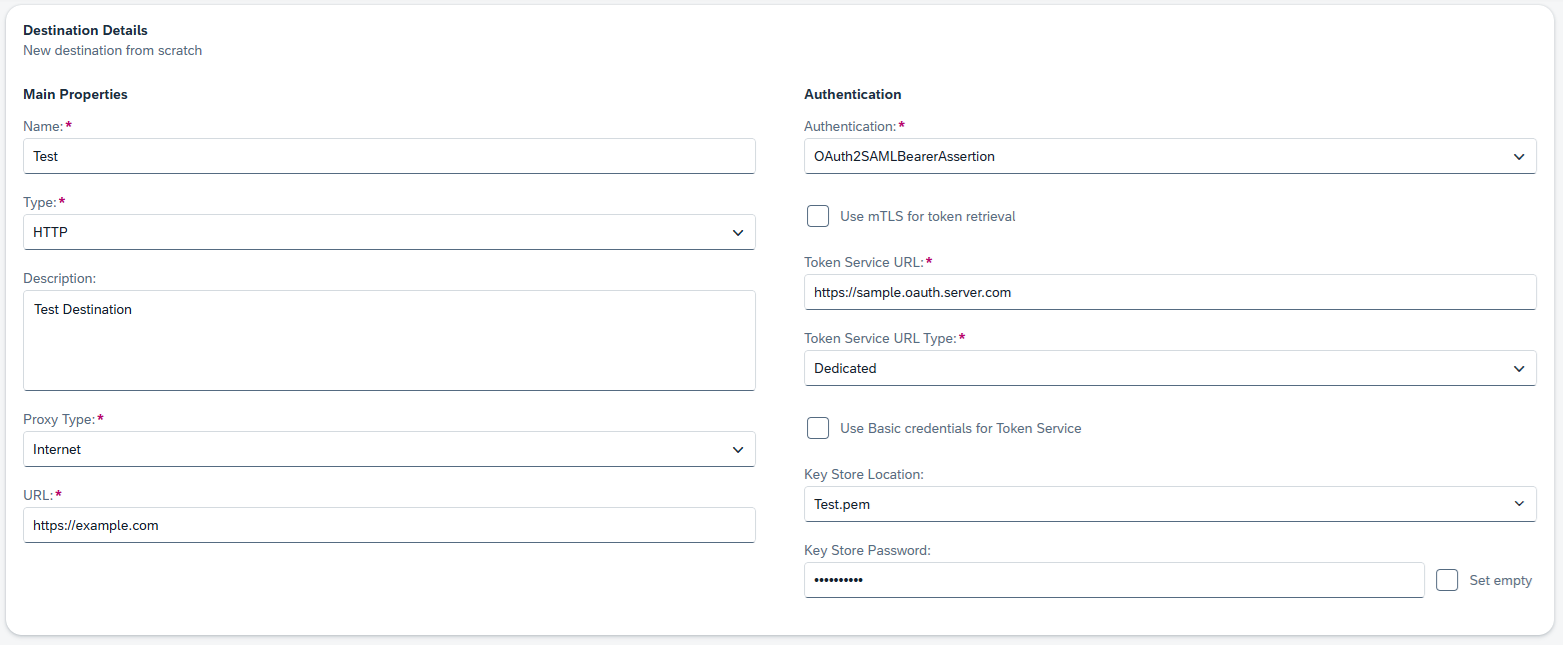 Destination Details
New destination from scratch
Main Properties
Name:*
Test
Type:*
HTTP
Description:
Test Destination
Proxy Type:*
Internet
URL:*
https://example.com
Authentication
Authentication:*
OAuth2SAMLBearerAssertion
Use mTLS for token retrieval
Token Service URL:*
https://sample.oauth.server.com
Token Service URL Type:*
Dedicated
Use Basic credentials for Token Service
Key Store Location:
Test.pem
Key Store Password:
••••••••••
Set empty